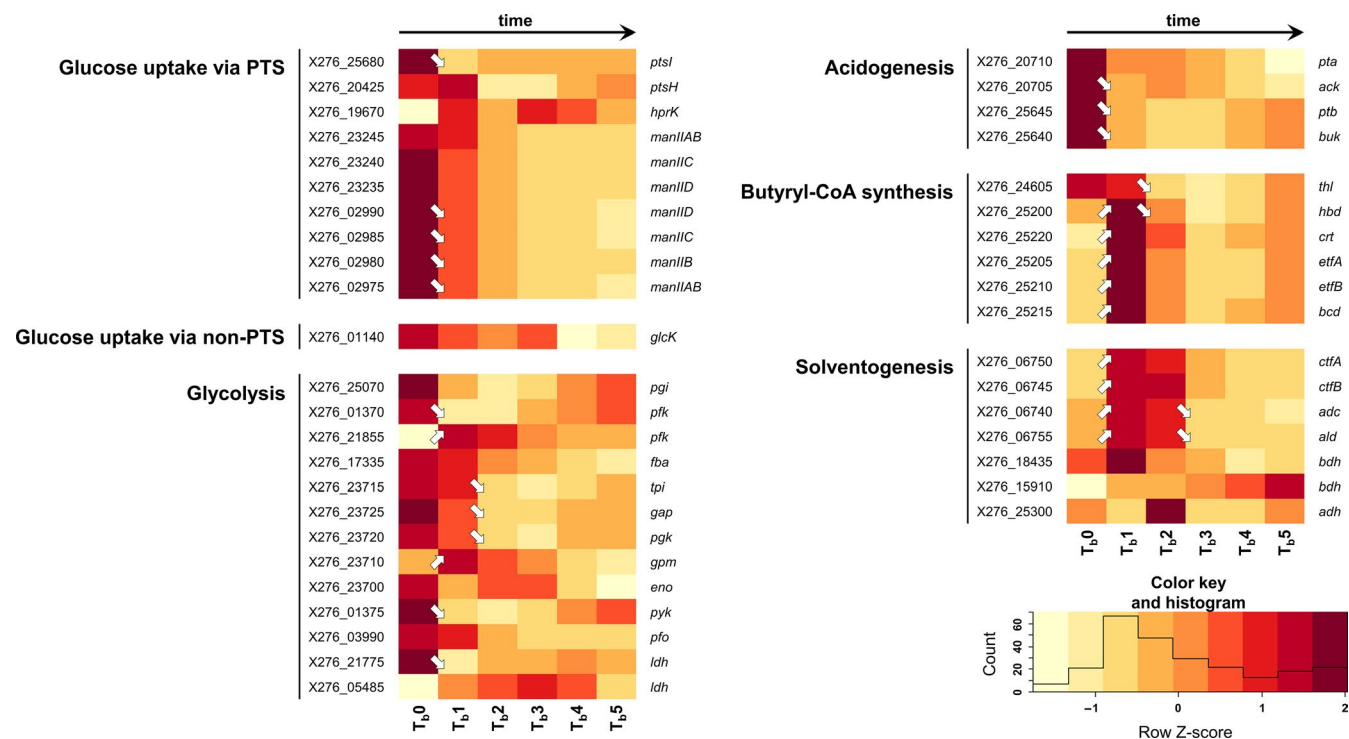 time
Glucose uptake via PTS
X276_25680 ptsI
X276_20425 ptsH
X276_19670 hprK
X276_23245 manIIAB
X276_23240 manIIC
X276_23235 manIID
X276_02990 manIID
X276_02985 manIIC
X276_02980 manIIB
X276_02975 manIIAB
Glucose uptake via non-PTS
X276_01140 glcK
Glycolysis
X276_25070 pgi
X276_01370 pfk
X276_21855 pfk
X276_17335 fba
X276_23715 tpi
X276_23725 gap
X276_23720 pgk
X276_23710 gpm
X276_23700 eno
X276_01375 pyk
X276_03990 pfo
X276_21775 ldh
X276_05485 ldh
Tb0 Tb1 Tb2 Tb3 Tb4 Tb5
time
Acidogenesis
X276_20710 pta
X276_20705 ack
X276_25645 ptb
X276_25640 buk
Butyryl-CoA synthesis
X276_24605 thl
X276_25200 hbd
X276_25220 crt
X276_25205 etfA
X276_25210 etfB
X276_25215 bcd
Solventogenesis
X276_06750 ctfA
X276_06745 ctfB
X276_06740 adc
X276_06755 ald
X276_18435 bdh
X276_15910 bdh
X276_25300 adh
Tb0 Tb1 Tb2 Tb3 Tb4 Tb5
Color key
and histogram
Count
0 20 40 60
−1 0 1 2
Row Z-score